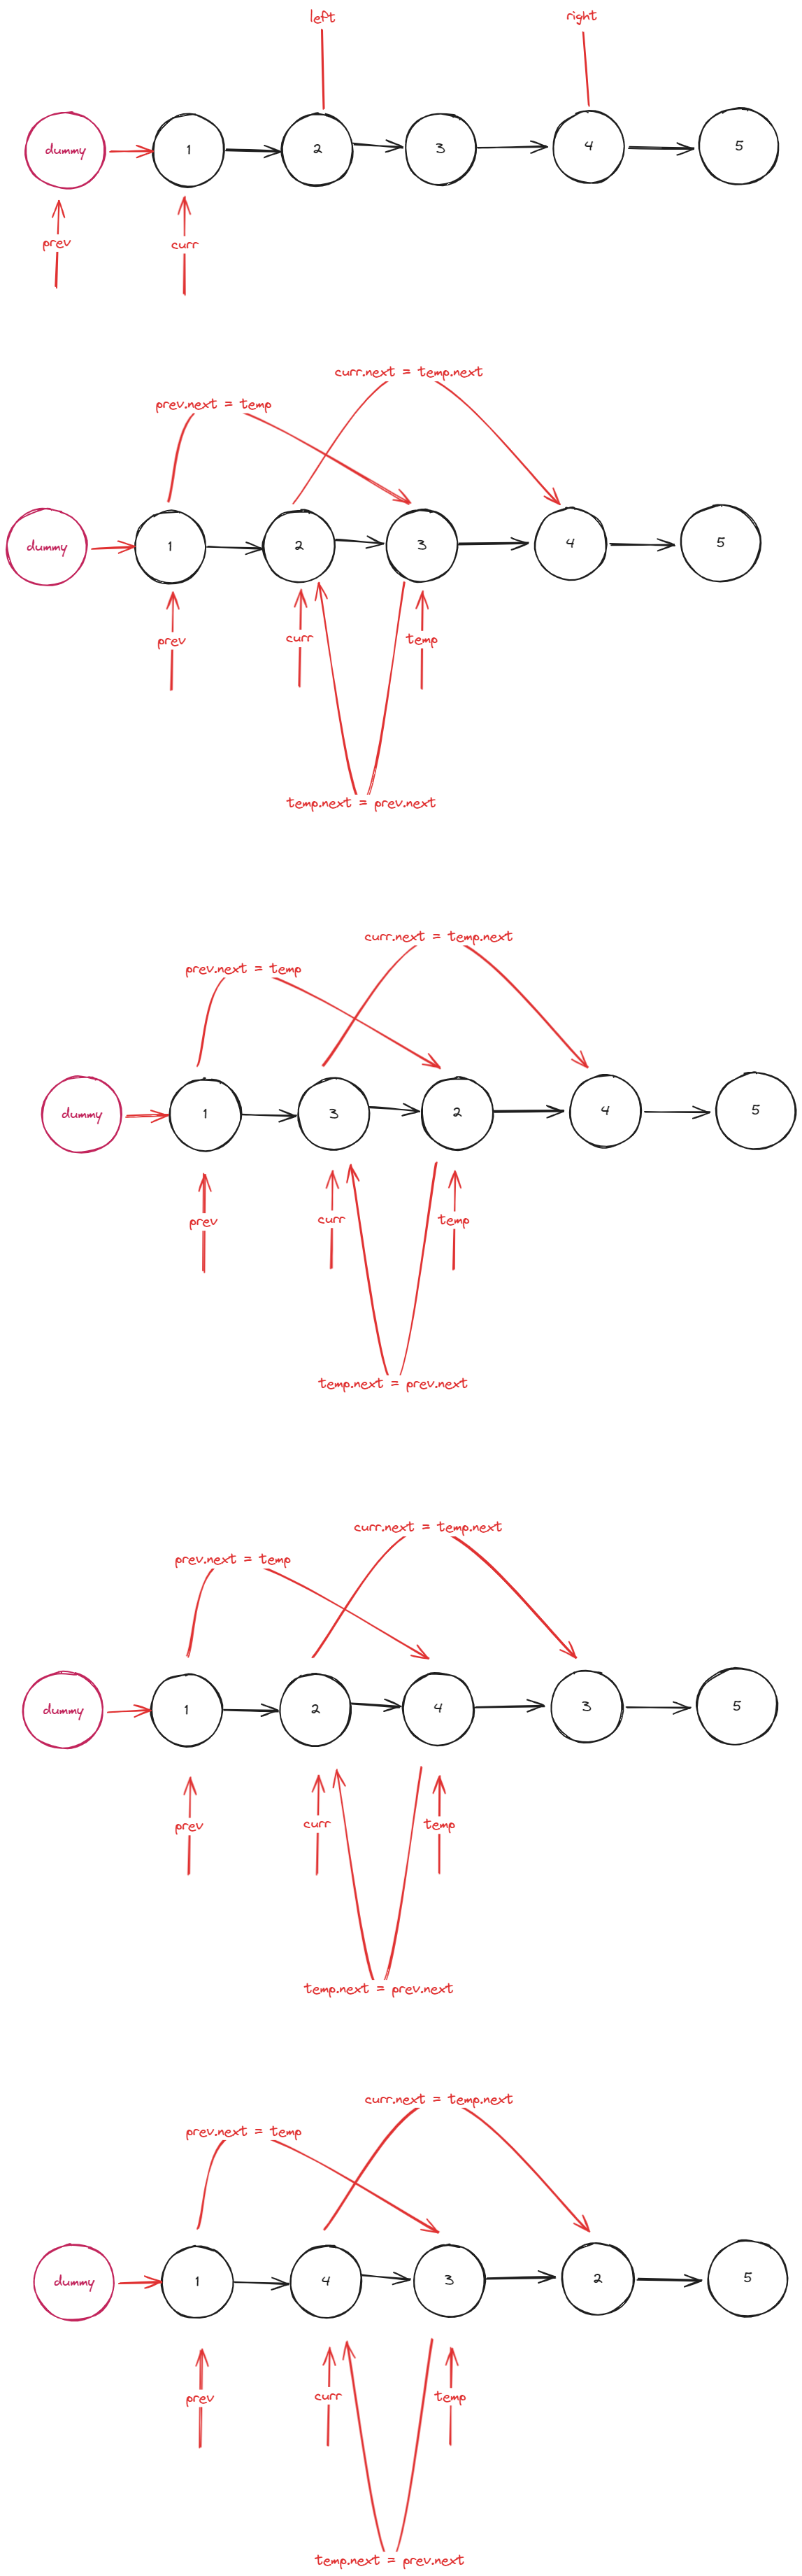 left right
dummy 1 2 3 4 5
prev curr
curr.next = temp.next
prev.next = temp
dummy 1 2 3 4 5
prev curr temp
temp.next = prev.next
curr.next = temp.next
prev.next = temp
dummy 1 3 2 4 5
prev curr temp
temp.next = prev.next
curr.next = temp.next
prev.next = temp
dummy 1 2 4 3 5
prev curr temp
temp.next = prev.next
curr.next = temp.next
prev.next = temp
dummy 1 4 3 2 5
prev curr temp
temp.next = prev.next